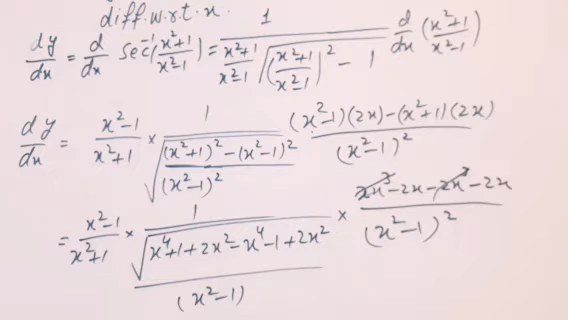 diff.w.r.t x.
dy/dx = d/dx sec⁻¹(x²+1/x²-1) = 1/(x²+1/x²-1 √((x²+1/x²-1)² - 1)) d/dx (x²+1/x²-1)
dy/dx = x²-1/x²+1 × 1/√((x²+1)²-(x²-1)²/(x²-1)²) (x²-1)(2x)-(x²+1)(2x)/(x²-1)²
= x²-1/x²+1 × 1/(√(x⁴+1+2x²-x⁴-1+2x²)/(x²-1)) × 2x³-2x-2x³-2x/(x²-1)²